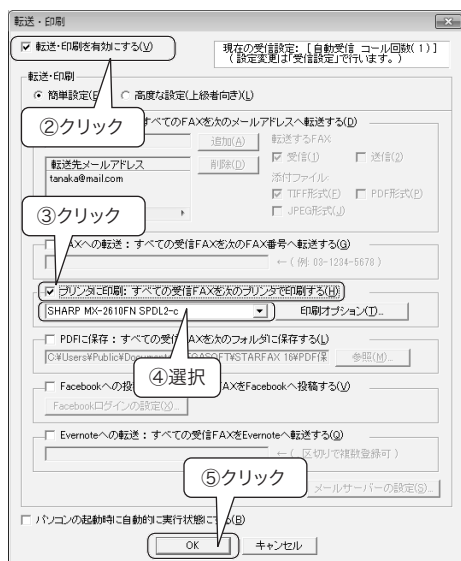 転送・印刷
転送・印刷を有効にする(V)
現在の受信設定: [ 自動受信 コール回数( 1 ) ]
( 設定変更は「受信設定」で行います。)
転送・印刷
簡単設定(E) 高度な設定(上級者向き)(L)
②クリック
すべてのFAXを次のメールアドレスへ転送する(D)
追加(A) 転送するFAX
転送先メールアドレス 削除(D) 受信(1) 送信(2)
tanaka@mail.com 添付ファイル:
TIFF形式(F) PDF形式(P)
JPEG形式(J)
③クリック
AXへの転送 : すべての受信FAXを次のFAX番号へ転送する(G)
← ( 例: 03-1234-5678 )
プリンタに印刷: すべての受信FAXを次のプリンタで印刷する(H)
SHARP MX-2610FN SPDL2-c 印刷オプション(T)...
PDFに保存 : すべての受信FAXを次のフォルダに保存する(L)
C:¥Users¥Public¥Document GASOFT¥STARFAX 16¥PDF保 参照(M)...
④選択
Facebookへの投 AXをFacebookへ投稿する(V)
Facebookログインの設定(X)...
Evernoteへの転送 : すべての受信FAXをEvernoteへ転送する(Q)
← ( 区切りで複数登録可 )
⑤クリック
メールサーバーの設定(S)...
パソコンの起動時に自動的に実行状態に する(B)
OK キャンセル